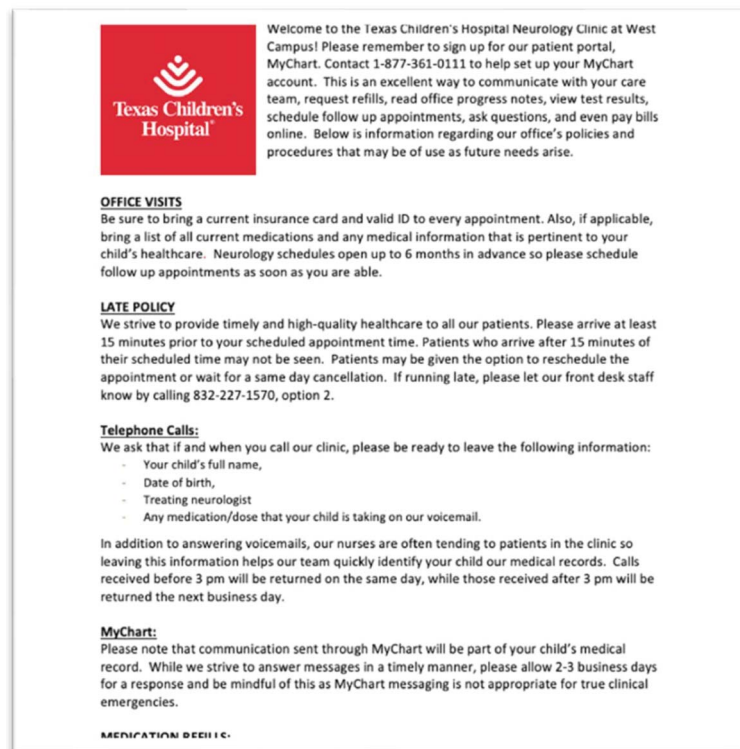 Welcome to the Texas Children's Hospital Neurology Clinic at West
Campus! Please remember to sign up for our patient portal,
MyChart. Contact 1-877-361-0111 to help set up your MyChart
account. This is an excellent way to communicate with your care
team, request refills, read office progress notes, view test results,
schedule follow up appointments, ask questions, and even pay bills
online. Below is information regarding our office's policies and
procedures that may be of use as future needs arise.
Texas Children's
Hospital®
OFFICE VISITS
Be sure to bring a current insurance card and valid ID to every appointment. Also, if applicable,
bring a list of all current medications and any medical information that is pertinent to your
child's healthcare. Neurology schedules open up to 6 months in advance so please schedule
follow up appointments as soon as you are able.
LATE POLICY
We strive to provide timely and high-quality healthcare to all our patients. Please arrive at least
15 minutes prior to your scheduled appointment time. Patients who arrive after 15 minutes of
their scheduled time may not be seen. Patients may be given the option to reschedule the
appointment or wait for a same day cancellation. If running late, please let our front desk staff
know by calling 832-227-1570, option 2.
Telephone Calls:
We ask that if and when you call our clinic, please be ready to leave the following information:
- Your child's full name,
- Date of birth,
- Treating neurologist
- Any medication/dose that your child is taking on our voicemail.
In addition to answering voicemails, our nurses are often tending to patients in the clinic so
leaving this information helps our team quickly identify your child our medical records. Calls
received before 3 pm will be returned on the same day, while those received after 3 pm will be
returned the next business day.
MyChart:
Please note that communication sent through MyChart will be part of your child's medical
record. While we strive to answer messages in a timely manner, please allow 2-3 business days
for a response and be mindful of this as MyChart messaging is not appropriate for true clinical
emergencies.
MEDICATION REFILLS: